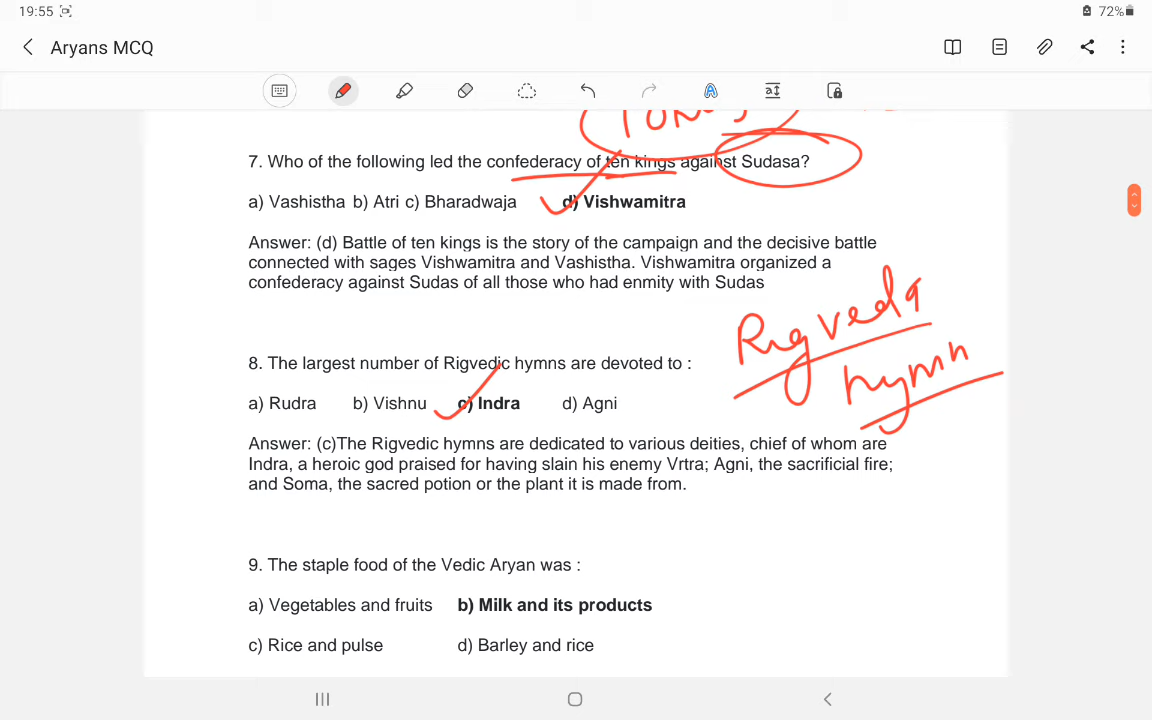 19:55
72%
Aryans MCQ
7. Who of the following led the confederacy of ten kings against Sudasa?
a) Vashistha b) Atri c) Bharadwaja d) Vishwamitra
Answer: (d) Battle of ten kings is the story of the campaign and the decisive battle
connected with sages Vishwamitra and Vashistha. Vishwamitra organized a
confederacy against Sudas of all those who had enmity with Sudas
Rigveda
hymn
8. The largest number of Rigvedic hymns are devoted to :
a) Rudra b) Vishnu c) Indra d) Agni
Answer: (c)The Rigvedic hymns are dedicated to various deities, chief of whom are
Indra, a heroic god praised for having slain his enemy Vrtra; Agni, the sacrificial fire;
and Soma, the sacred potion or the plant it is made from.
9. The staple food of the Vedic Aryan was :
a) Vegetables and fruits b) Milk and its products
c) Rice and pulse d) Barley and rice